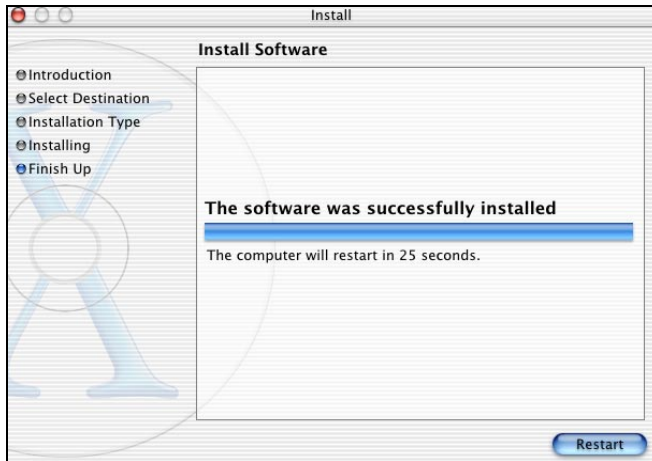 Install
Install Software
Introduction
Select Destination
Installation Type
Installing
Finish Up
The software was successfully installed
The computer will restart in 25 seconds.
Restart